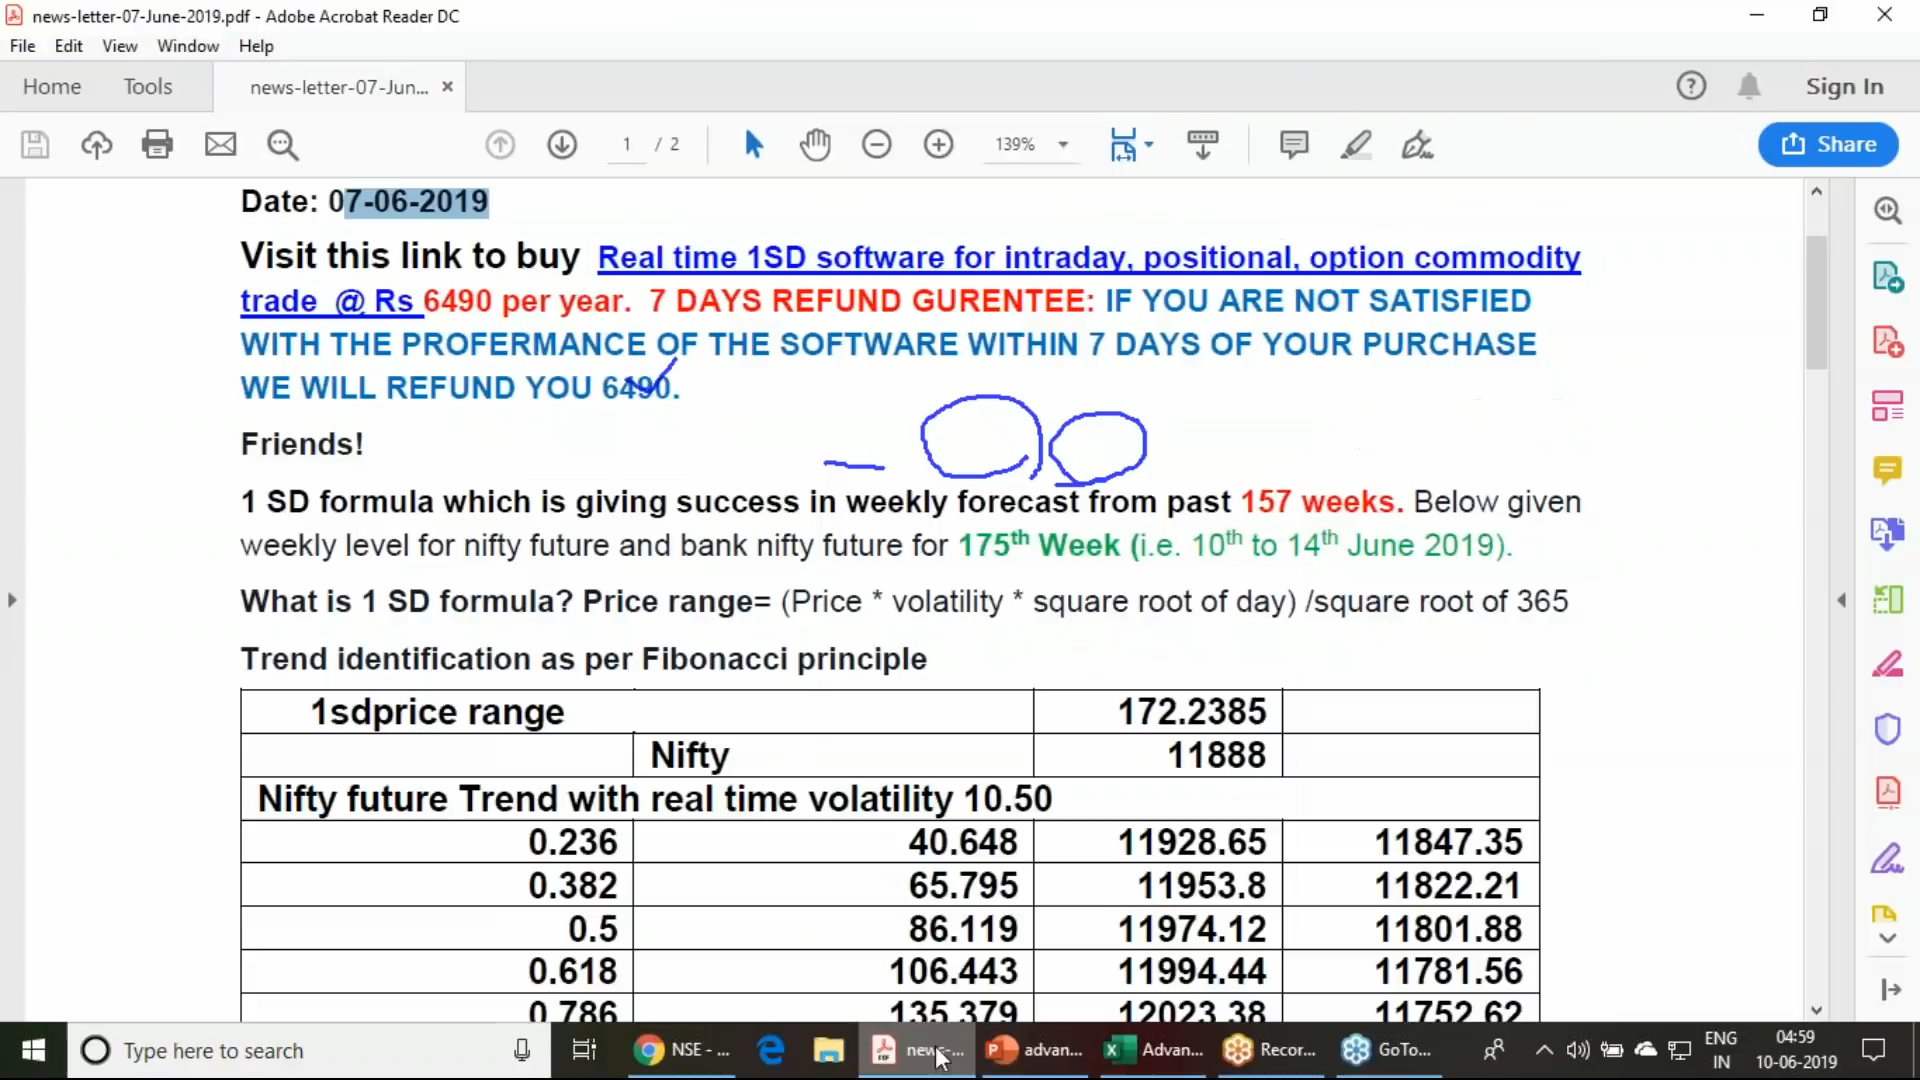 news-letter-07-June-2019.pdf - Adobe Acrobat Reader DC
File Edit View Window Help
Home Tools news-letter-07-Jun... × Sign In
1 / 2 139% Share
Date: 07-06-2019
Visit this link to buy Real time 1SD software for intraday, positional, option commodity
trade @ Rs 6490 per year. 7 DAYS REFUND GURENTEE: IF YOU ARE NOT SATISFIED
WITH THE PROFERMANCE OF THE SOFTWARE WITHIN 7 DAYS OF YOUR PURCHASE
WE WILL REFUND YOU 6490.
Friends!
1 SD formula which is giving success in weekly forecast from past 157 weeks. Below given
weekly level for nifty future and bank nifty future for 175th Week (i.e. 10th to 14th June 2019).
What is 1 SD formula? Price range= (Price * volatility * square root of day) /square root of 365
Trend identification as per Fibonacci principle
1sdprice range 172.2385
Nifty 11888
Nifty future Trend with real time volatility 10.50
0.236 40.648 11928.65 11847.35
0.382 65.795 11953.8 11822.21
0.5 86.119 11974.12 11801.88
0.618 106.443 11994.44 11781.56
0.786 135.379 12023.38 11752.62
Type here to search NSE - ... news-... advan... Advan... Recor... GoTo... ENG 04:59
IN 10-06-2019